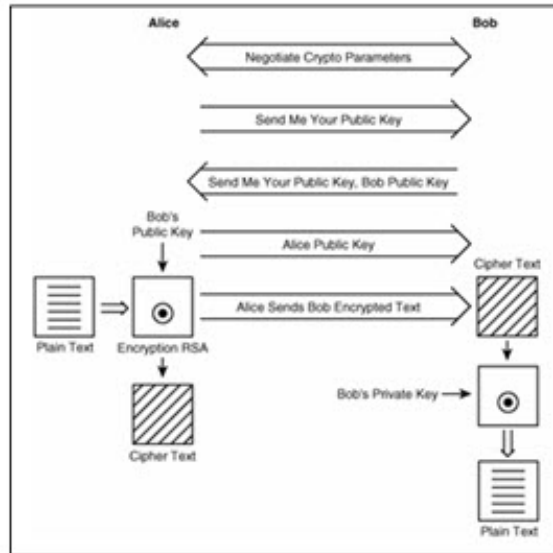 Alice
Bob
Negotiate Crypto Parameters
Send Me Your Public Key
Send Me Your Public Key, Bob Public Key
Bob's
Public Key
Alice Public Key
Cipher Text
Alice Sends Bob Encrypted Text
Plain Text
Encryption RSA
Bob's Private Key
Cipher Text
Plain Text